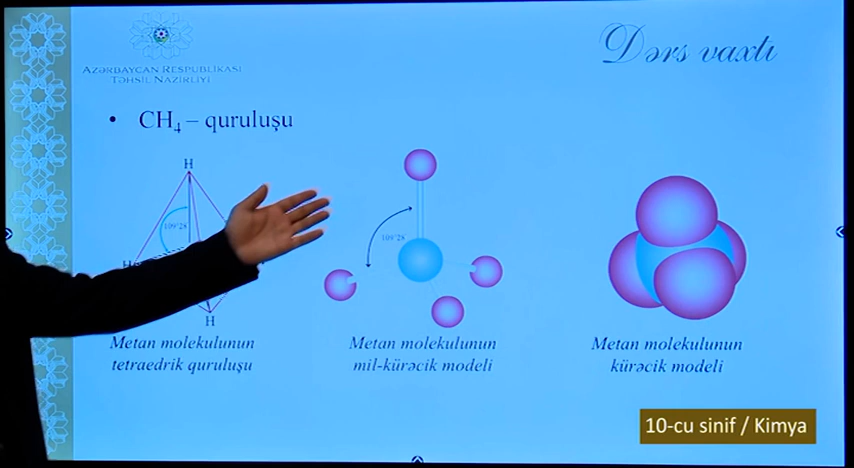 AZƏRBAYCAN RESPUBLİKASI
TƏHSİL NAZİRLİYİ
Dərs vaxtı
• CH₄ – quruluşu
H
109°28'
H
H
Metan molekulunun
tetraedrik quruluşu
109°28'
Metan molekulunun
mil-kürəcik modeli
Metan molekulunun
kürəcik modeli
10-cu sinif / Kimya